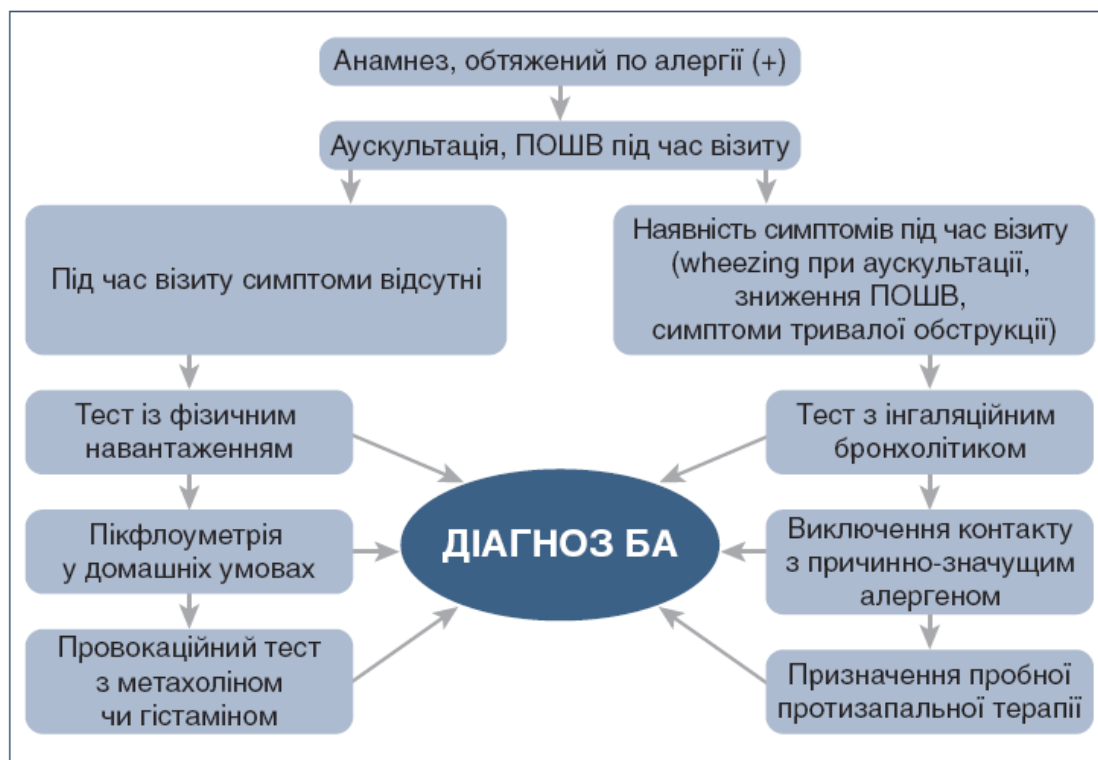 Анамнез, обтяжений по алергії (+)
Аускультація, ПОШВ під час візиту
Під час візиту симптоми відсутні
Наявність симптомів під час візиту
(wheezing при аускультації,
зниження ПОШВ,
симптоми тривалої обструкції)
Тест із фізичним
навантаженням
Тест з інгаляційним
бронхолітиком
ДІАГНОЗ БА
Пікфлоуметрія
у домашніх умовах
Виключення контакту
з причинно-значущим
алергеном
Провокаційний тест
з метахоліном
чи гістаміном
Призначення пробної
протизапальної терапії